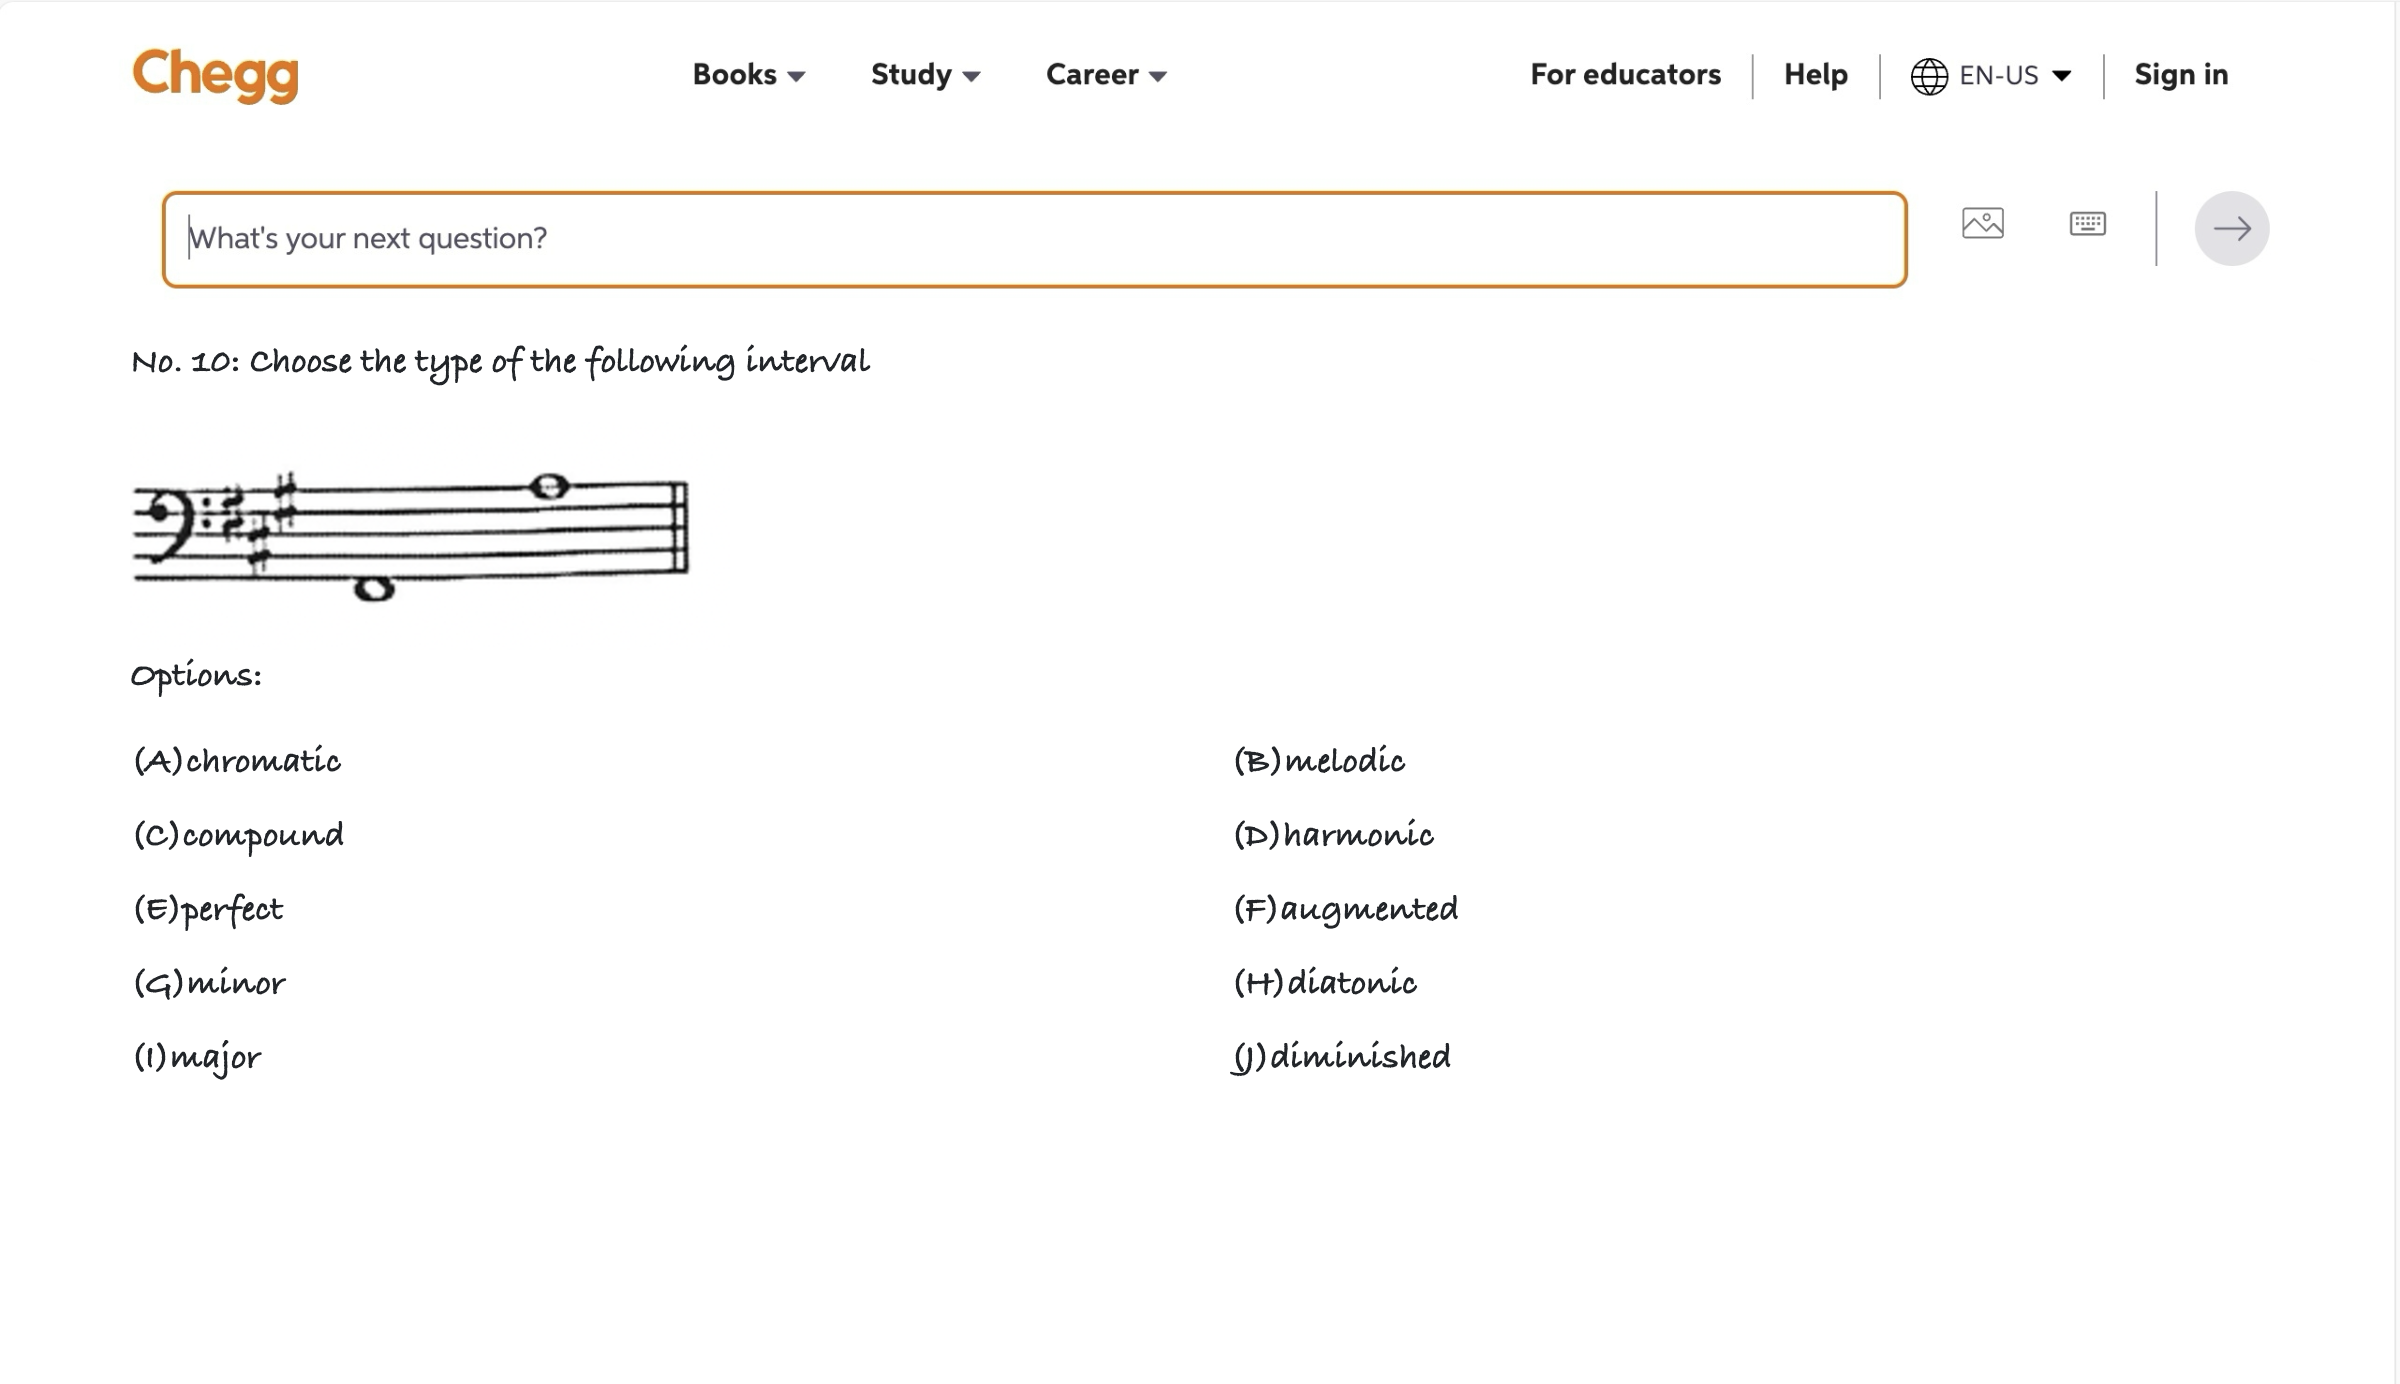 Chegg Books Study Career For educators Help EN-US Sign in
What's your next question?
No. 10: Choose the type of the following interval
Options:
(A)chromatic (B)melodic
(C)compound (D)harmonic
(E)perfect (F)augmented
(G)minor (H)diatonic
(I)major (J)diminished